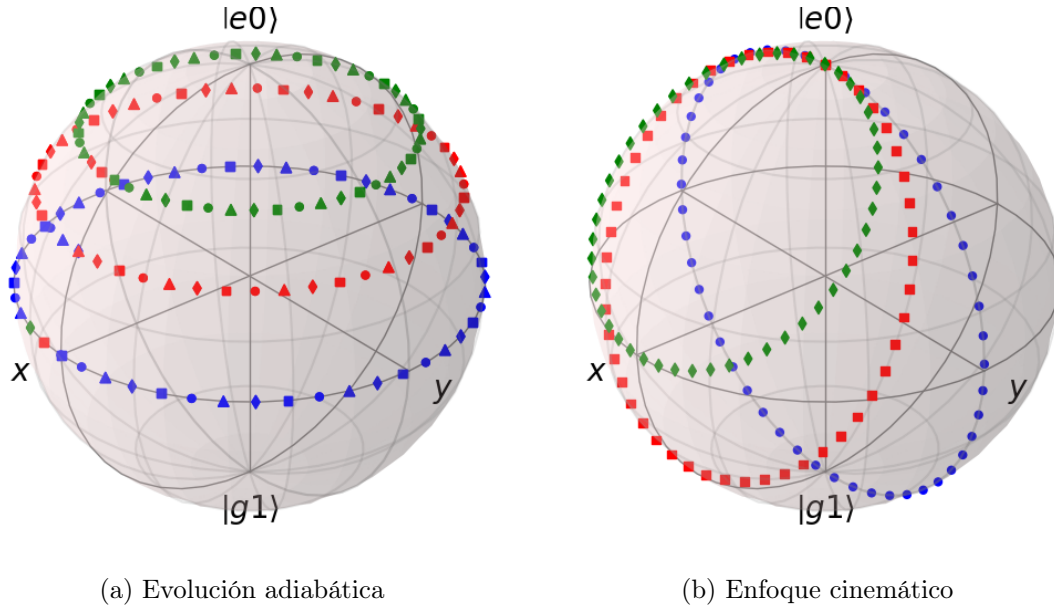 |e0⟩
|e0⟩
x
y
x
y
|g1⟩
|g1⟩
(a) Evolución adiabática
(b) Enfoque cinemático